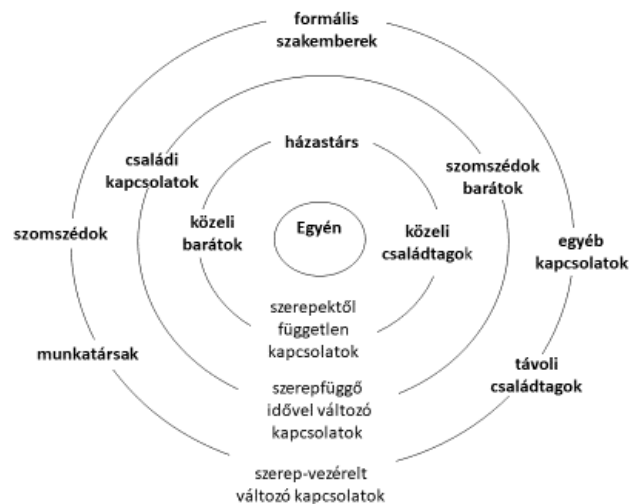 formális
szakemberek
házastárs
családi
kapcsolatok
szomszédok
barátok
közeli
barátok
Egyén
közeli
családtagok
szomszédok
egyéb
kapcsolatok
szerepektől
független
kapcsolatok
munkatársak
távoli
családtagok
szerepfüggő
idővel változó
kapcsolatok
szerep-vezérelt
változó kapcsolatok